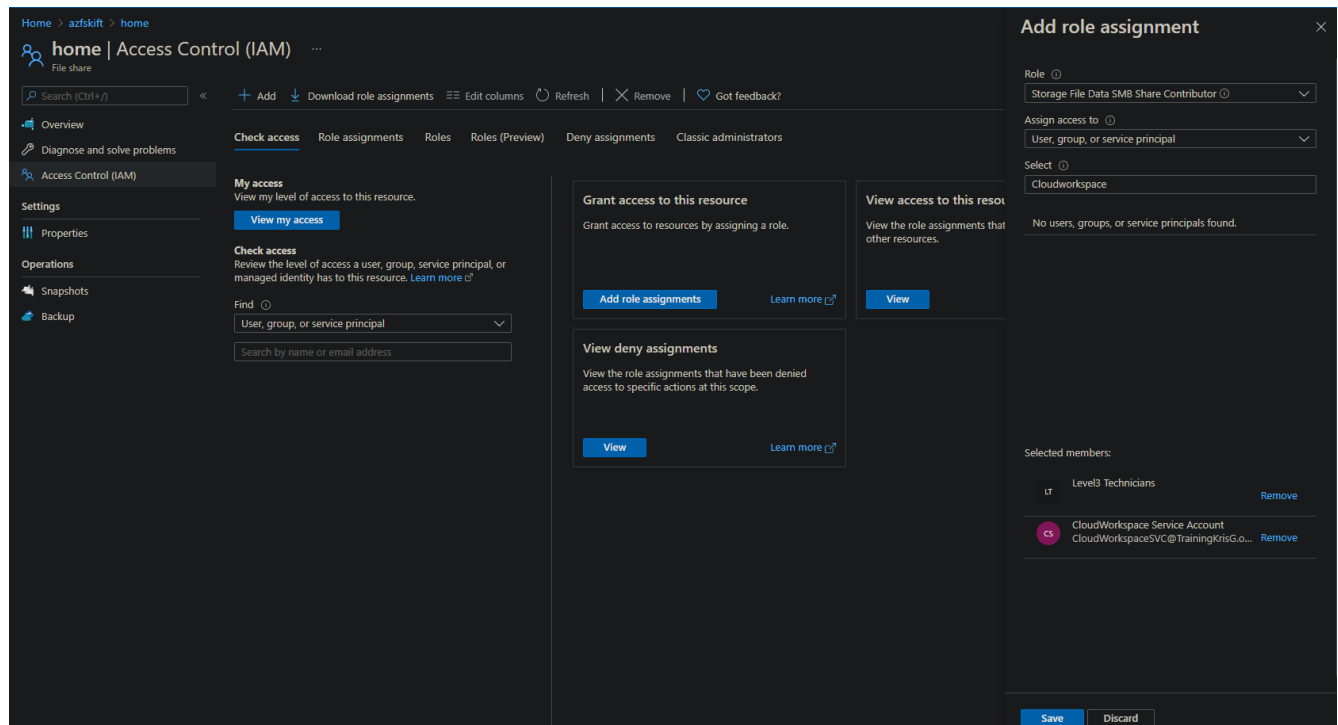 Home > azfskift > home
home | Access Control (IAM) ...
File share
Search (Ctrl+/)
«
Overview
Diagnose and solve problems
Access Control (IAM)
Settings
Properties
Operations
Snapshots
Backup
+ Add
Download role assignments
Edit columns
Refresh
Remove
Got feedback?
Check access
Role assignments
Roles
Roles (Preview)
Deny assignments
Classic administrators
My access
View my level of access to this resource.
View my access
Check access
Review the level of access a user, group, service principal, or
managed identity has to this resource. Learn more
Find
User, group, or service principal
Search by name or email address
Grant access to this resource
Grant access to resources by assigning a role.
Add role assignments
Learn more
View access to this resou
View the role assignments that
other resources.
View
View deny assignments
View the role assignments that have been denied
access to specific actions at this scope.
View
Learn more
Add role assignment
Role
Storage File Data SMB Share Contributor
Assign access to
User, group, or service principal
Select
Cloudworkspace
No users, groups, or service principals found.
Selected members:
LT
Level3 Technicians
Remove
CS
CloudWorkspace Service Account
CloudWorkspaceSVC@TrainingKrisG.o...
Remove
Save
Discard